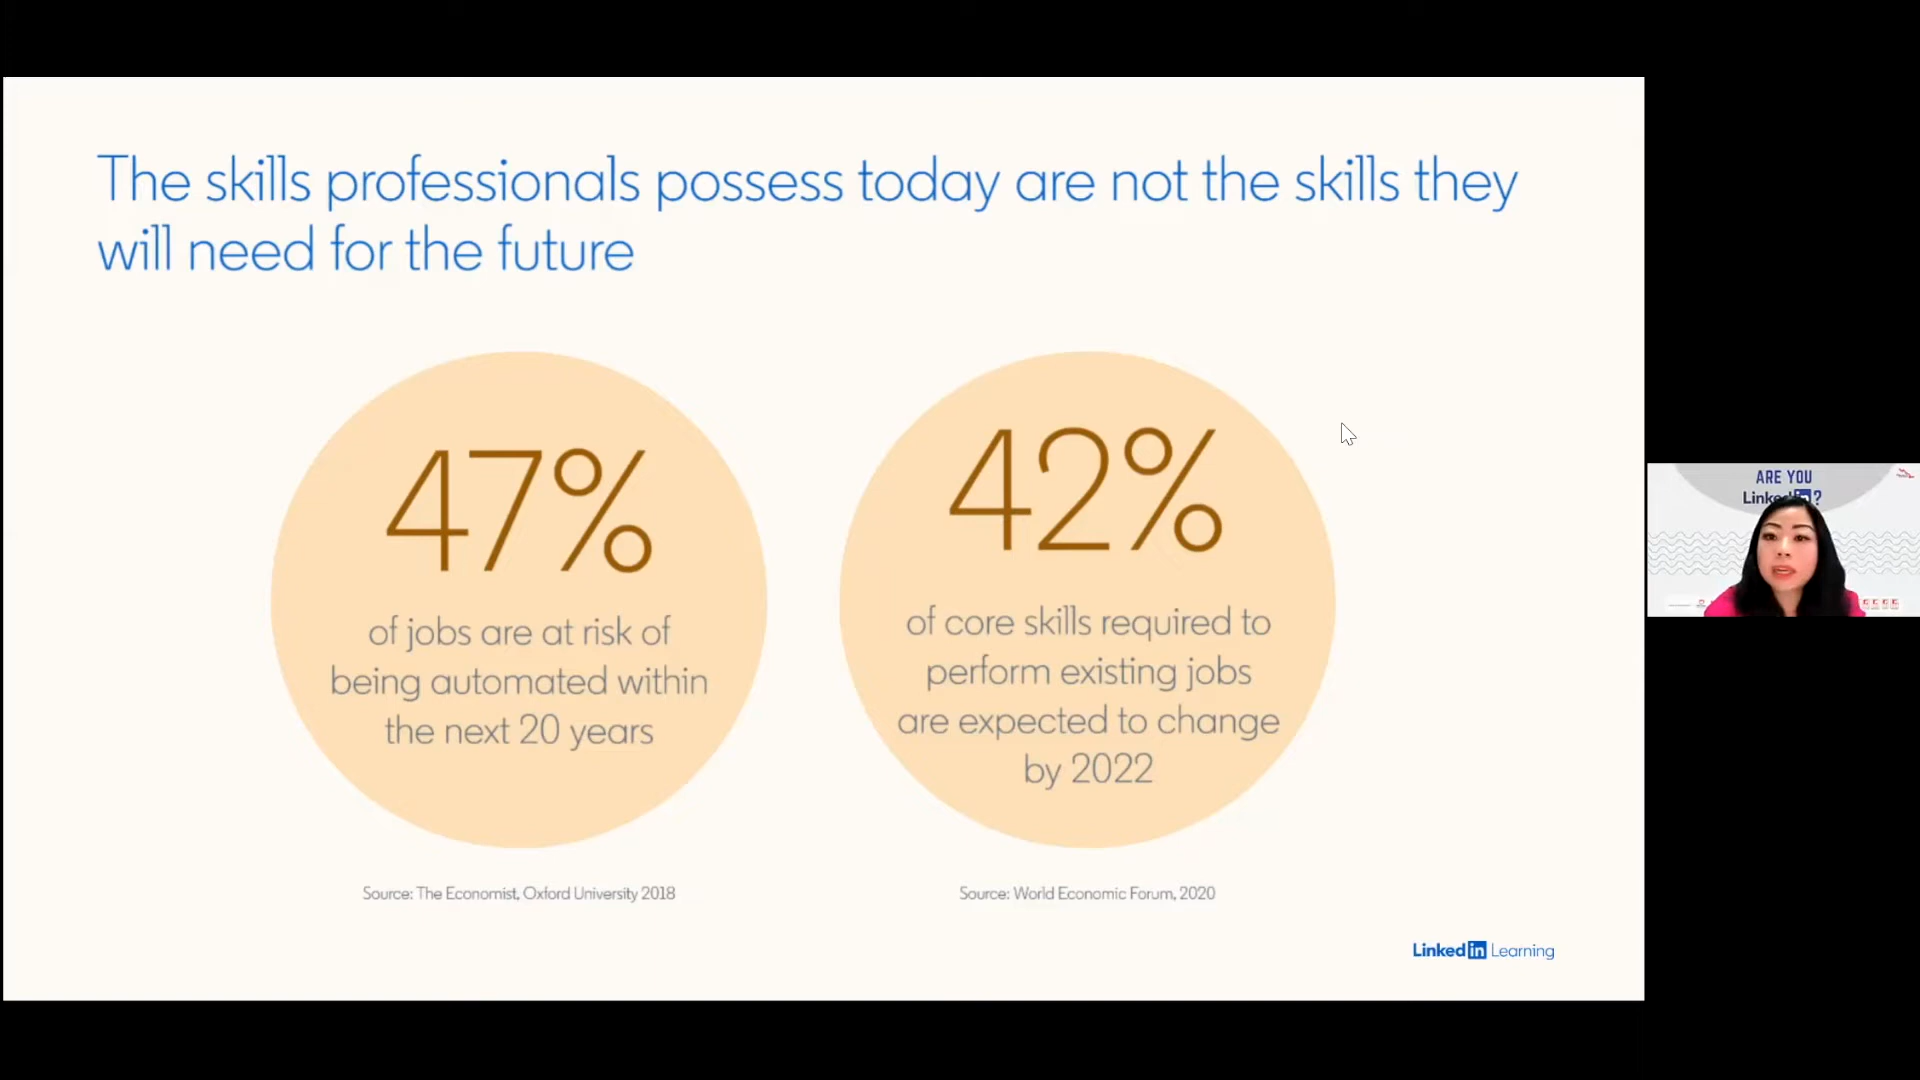 The skills professionals possess today are not the skills they
will need for the future
47%
of jobs are at risk of
being automated within
the next 20 years
Source: The Economist, Oxford University 2018
42%
of core skills required to
perform existing jobs
are expected to change
by 2022
Source: World Economic Forum, 2020
Linked in Learning
ARE YOU
Linked in?